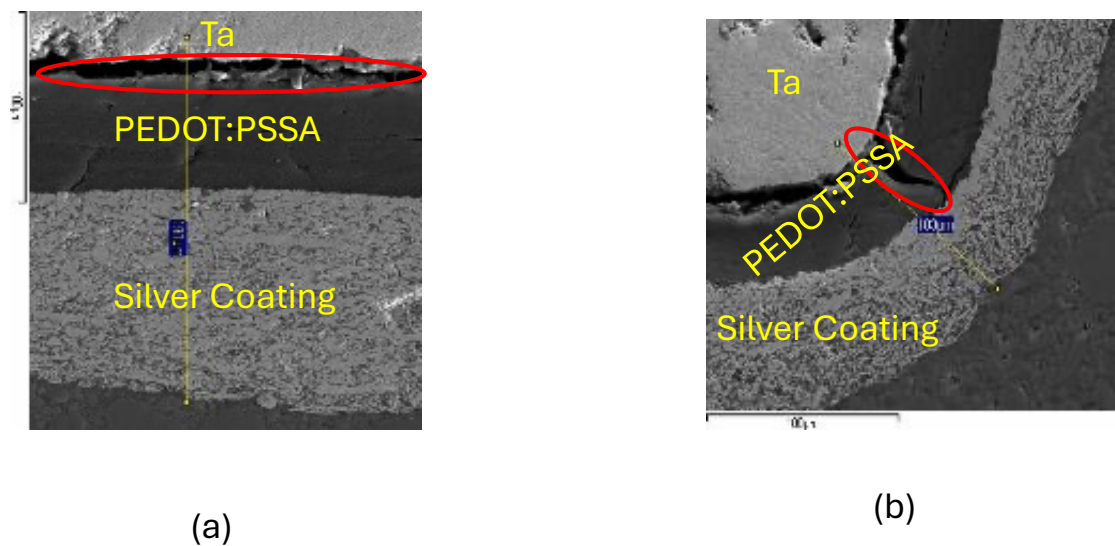 Ta
PEDOT:PSSA
Silver Coating
(a)
Ta
PEDOT:PSSA
100µm
Silver Coating
(b)